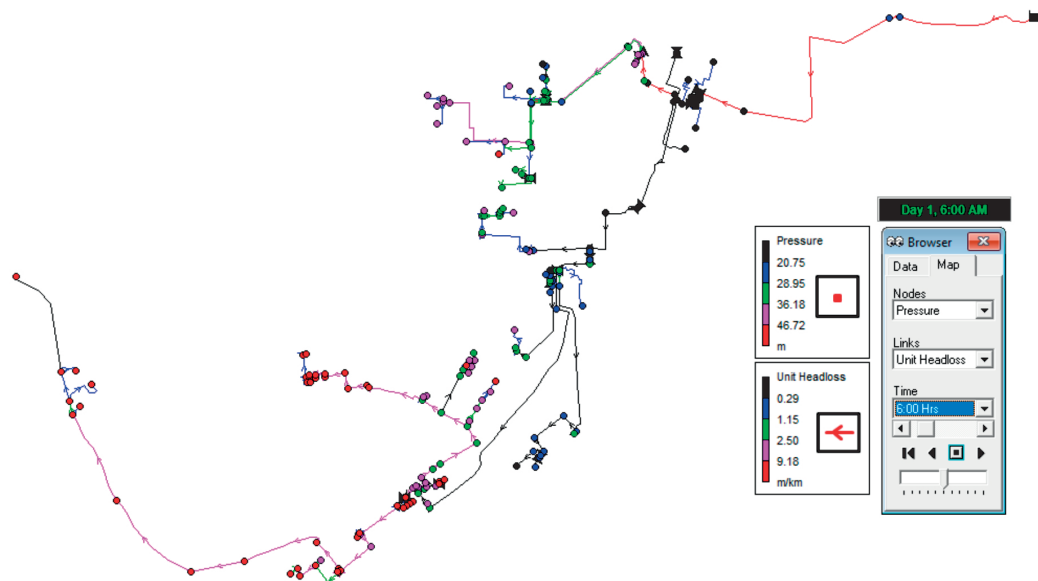 Day 1, 6:00 AM
Pressure
20.75
28.95
36.18
46.72
m
Unit Headloss
0.29
1.15
2.50
9.18
m/km
Browser
Data
Map
Nodes
Pressure
Links
Unit Headloss
Time
6:00 Hrs